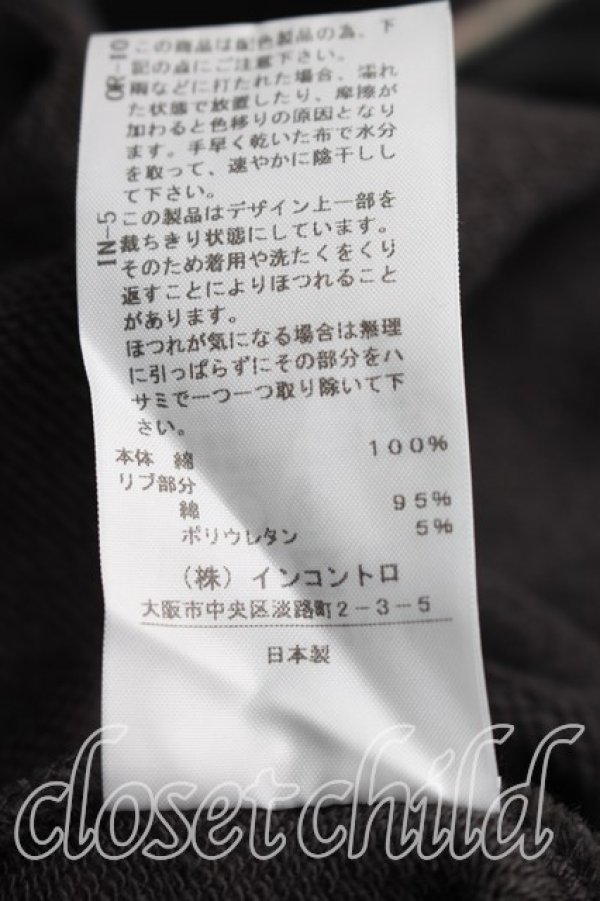 OR-10
この商品は配色製品の為、下
記の点にご注意下さい。
雨などに打たれた場合、濡れ
た状態で放置したり、摩擦が
加わると色移りの原因となり
ます。手早く乾いた布で水分
を取って、速やかに陰干しし
て下さい。
IN-5
この製品はデザイン上一部を
裁ちきり状態にしています。
そのため着用や洗たくをくり
返すことによりほつれること
があります。
ほつれが気になる場合は無理
に引っぱらずにその部分をハ
サミで一つ一つ取り除いて下
さい。
本体 綿 100%
リブ部分
綿 95%
ポリウレタン 5%
(株)インコントロ
大阪市中央区淡路町2-3-5
日本製
closet child